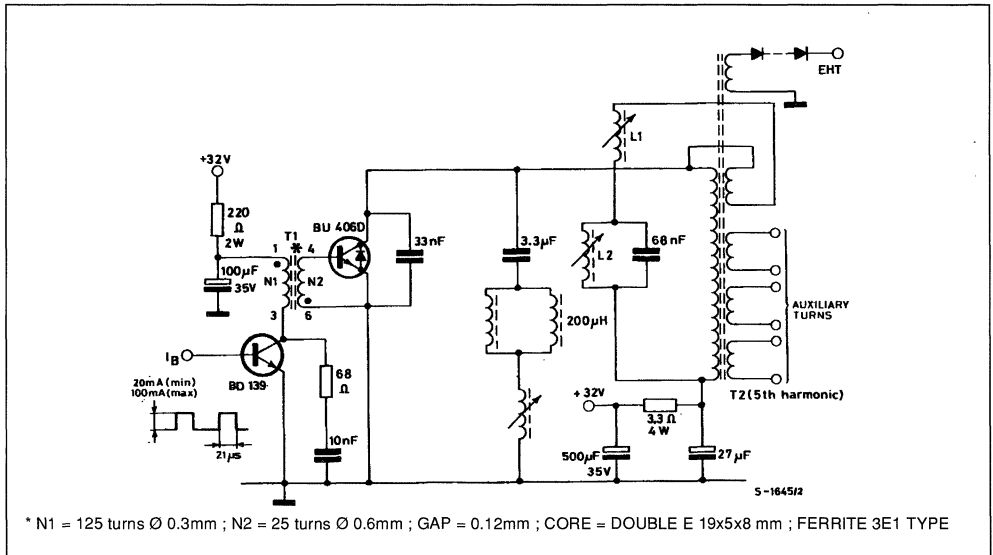 EHT
L1
+32V
220
Ω
2W
T1
*
BU 406D
1
4
N1
N2
3
6
100μF
35V
33nF
3.3μF
L2
68nF
200μH
AUXILIARY
TURNS
T2(5th harmonic)
IB
BD 139
20mA(min)
100mA(max)
21μs
68
Ω
10nF
+32V
3.3Ω
4W
500μF
35V
27μF
S-1645/2
* N1 = 125 turns Ø 0.3mm ; N2 = 25 turns Ø 0.6mm ; GAP = 0.12mm ; CORE = DOUBLE E 19x5x8 mm ; FERRITE 3E1 TYPE